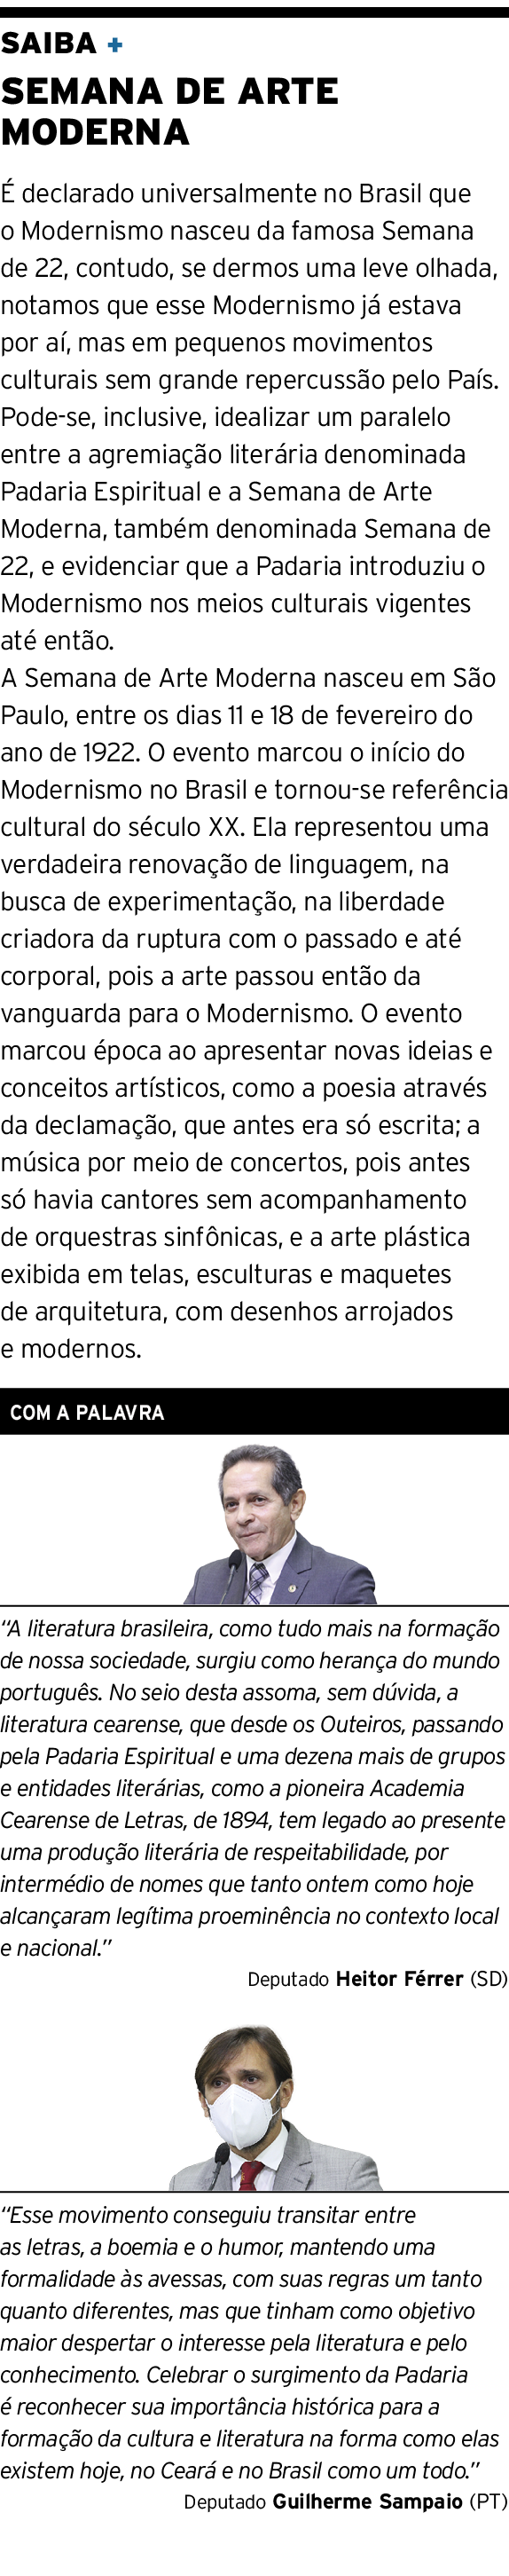 SAIBA +
SEMANA DE ARTE
MODERNA
É declarado universalmente no Brasil que
o Modernismo nasceu da famosa Semana
de 22, contudo, se dermos uma leve olhada,
notamos que esse Modernismo já estava
por aí, mas em pequenos movimentos
culturais sem grande repercussão pelo País.
Pode-se, inclusive, idealizar um paralelo
entre a agremiação literária denominada
Padaria Espiritual e a Semana de Arte
Moderna, também denominada Semana de
22, e evidenciar que a Padaria introduziu o
Modernismo nos meios culturais vigentes
até então.
A Semana de Arte Moderna nasceu em São
Paulo, entre os dias 11 e 18 de fevereiro do
ano de 1922. O evento marcou o início do
Modernismo no Brasil e tornou-se referência
cultural do século XX. Ela representou uma
verdadeira renovação de linguagem, na
busca de experimentação, na liberdade
criadora da ruptura com o passado e até
corporal, pois a arte passou então da
vanguarda para o Modernismo. O evento
marcou época ao apresentar novas ideias e
conceitos artísticos, como a poesia através
da declamação, que antes era só escrita; a
música por meio de concertos, pois antes
só havia cantores sem acompanhamento
de orquestras sinfônicas, e a arte plástica
exibida em telas, esculturas e maquetes
de arquitetura, com desenhos arrojados
e modernos.
COM A PALAVRA
“A literatura brasileira, como tudo mais na formação
de nossa sociedade, surgiu como herança do mundo
português. No seio desta assoma, sem dúvida, a
literatura cearense, que desde os Outeiros, passando
pela Padaria Espiritual e uma dezena mais de grupos
e entidades literárias, como a pioneira Academia
Cearense de Letras, de 1894, tem legado ao presente
uma produção literária de respeitabilidade, por
intermédio de nomes que tanto ontem como hoje
alcançaram legítima proeminência no contexto local
e nacional.”
Deputado Heitor Férrer (SD)
“Esse movimento conseguiu transitar entre
as letras, a boemia e o humor, mantendo uma
formalidade às avessas, com suas regras um tanto
quanto diferentes, mas que tinham como objetivo
maior despertar o interesse pela literatura e pelo
conhecimento. Celebrar o surgimento da Padaria
é reconhecer sua importância histórica para a
formação da cultura e literatura na forma como elas
existem hoje, no Ceará e no Brasil como um todo.”
Deputado Guilherme Sampaio (PT)